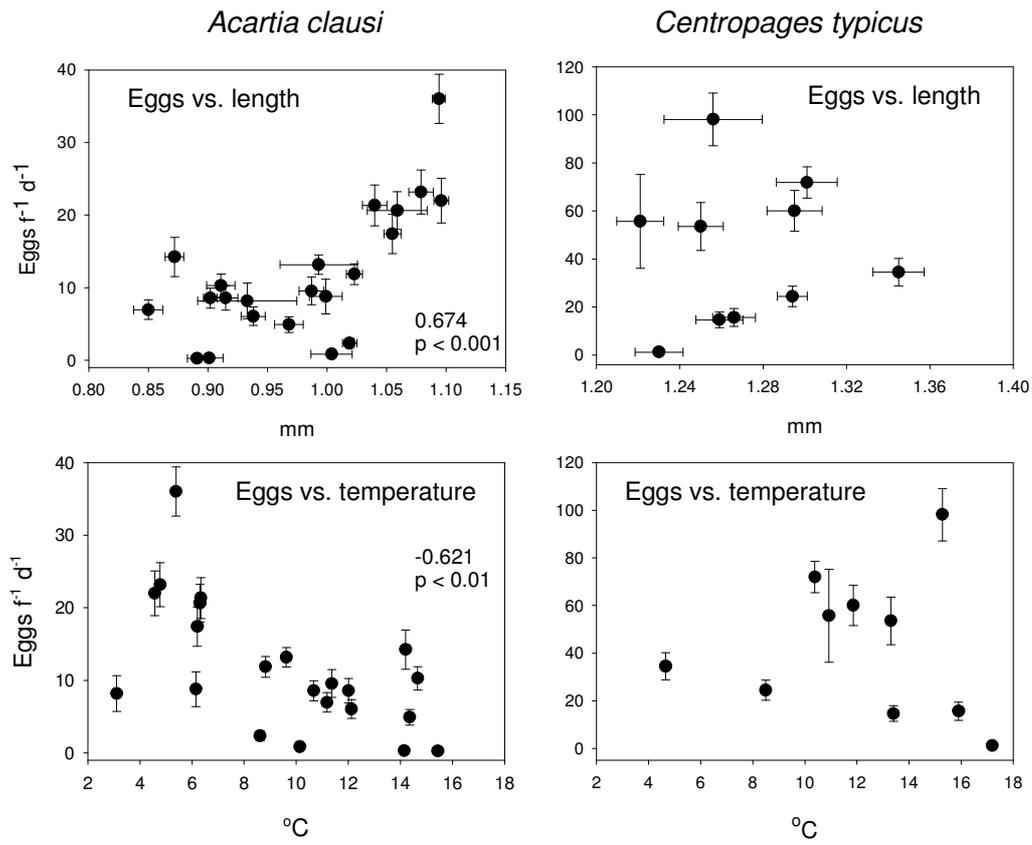 Acartia clausi
Centropages typicus
Eggs vs. length
Eggs f⁻¹ d⁻¹
40
30
20
10
0
0.674
p < 0.001
0.80 0.85 0.90 0.95 1.00 1.05 1.10 1.15
mm
Eggs vs. length
120
100
80
60
40
20
0
1.20 1.24 1.28 1.32 1.36 1.40
mm
Eggs vs. temperature
Eggs f⁻¹ d⁻¹
40
30
20
10
0
-0.621
p < 0.01
2 4 6 8 10 12 14 16 18
ºC
Eggs vs. temperature
120
100
80
60
40
20
0
2 4 6 8 10 12 14 16 18
ºC